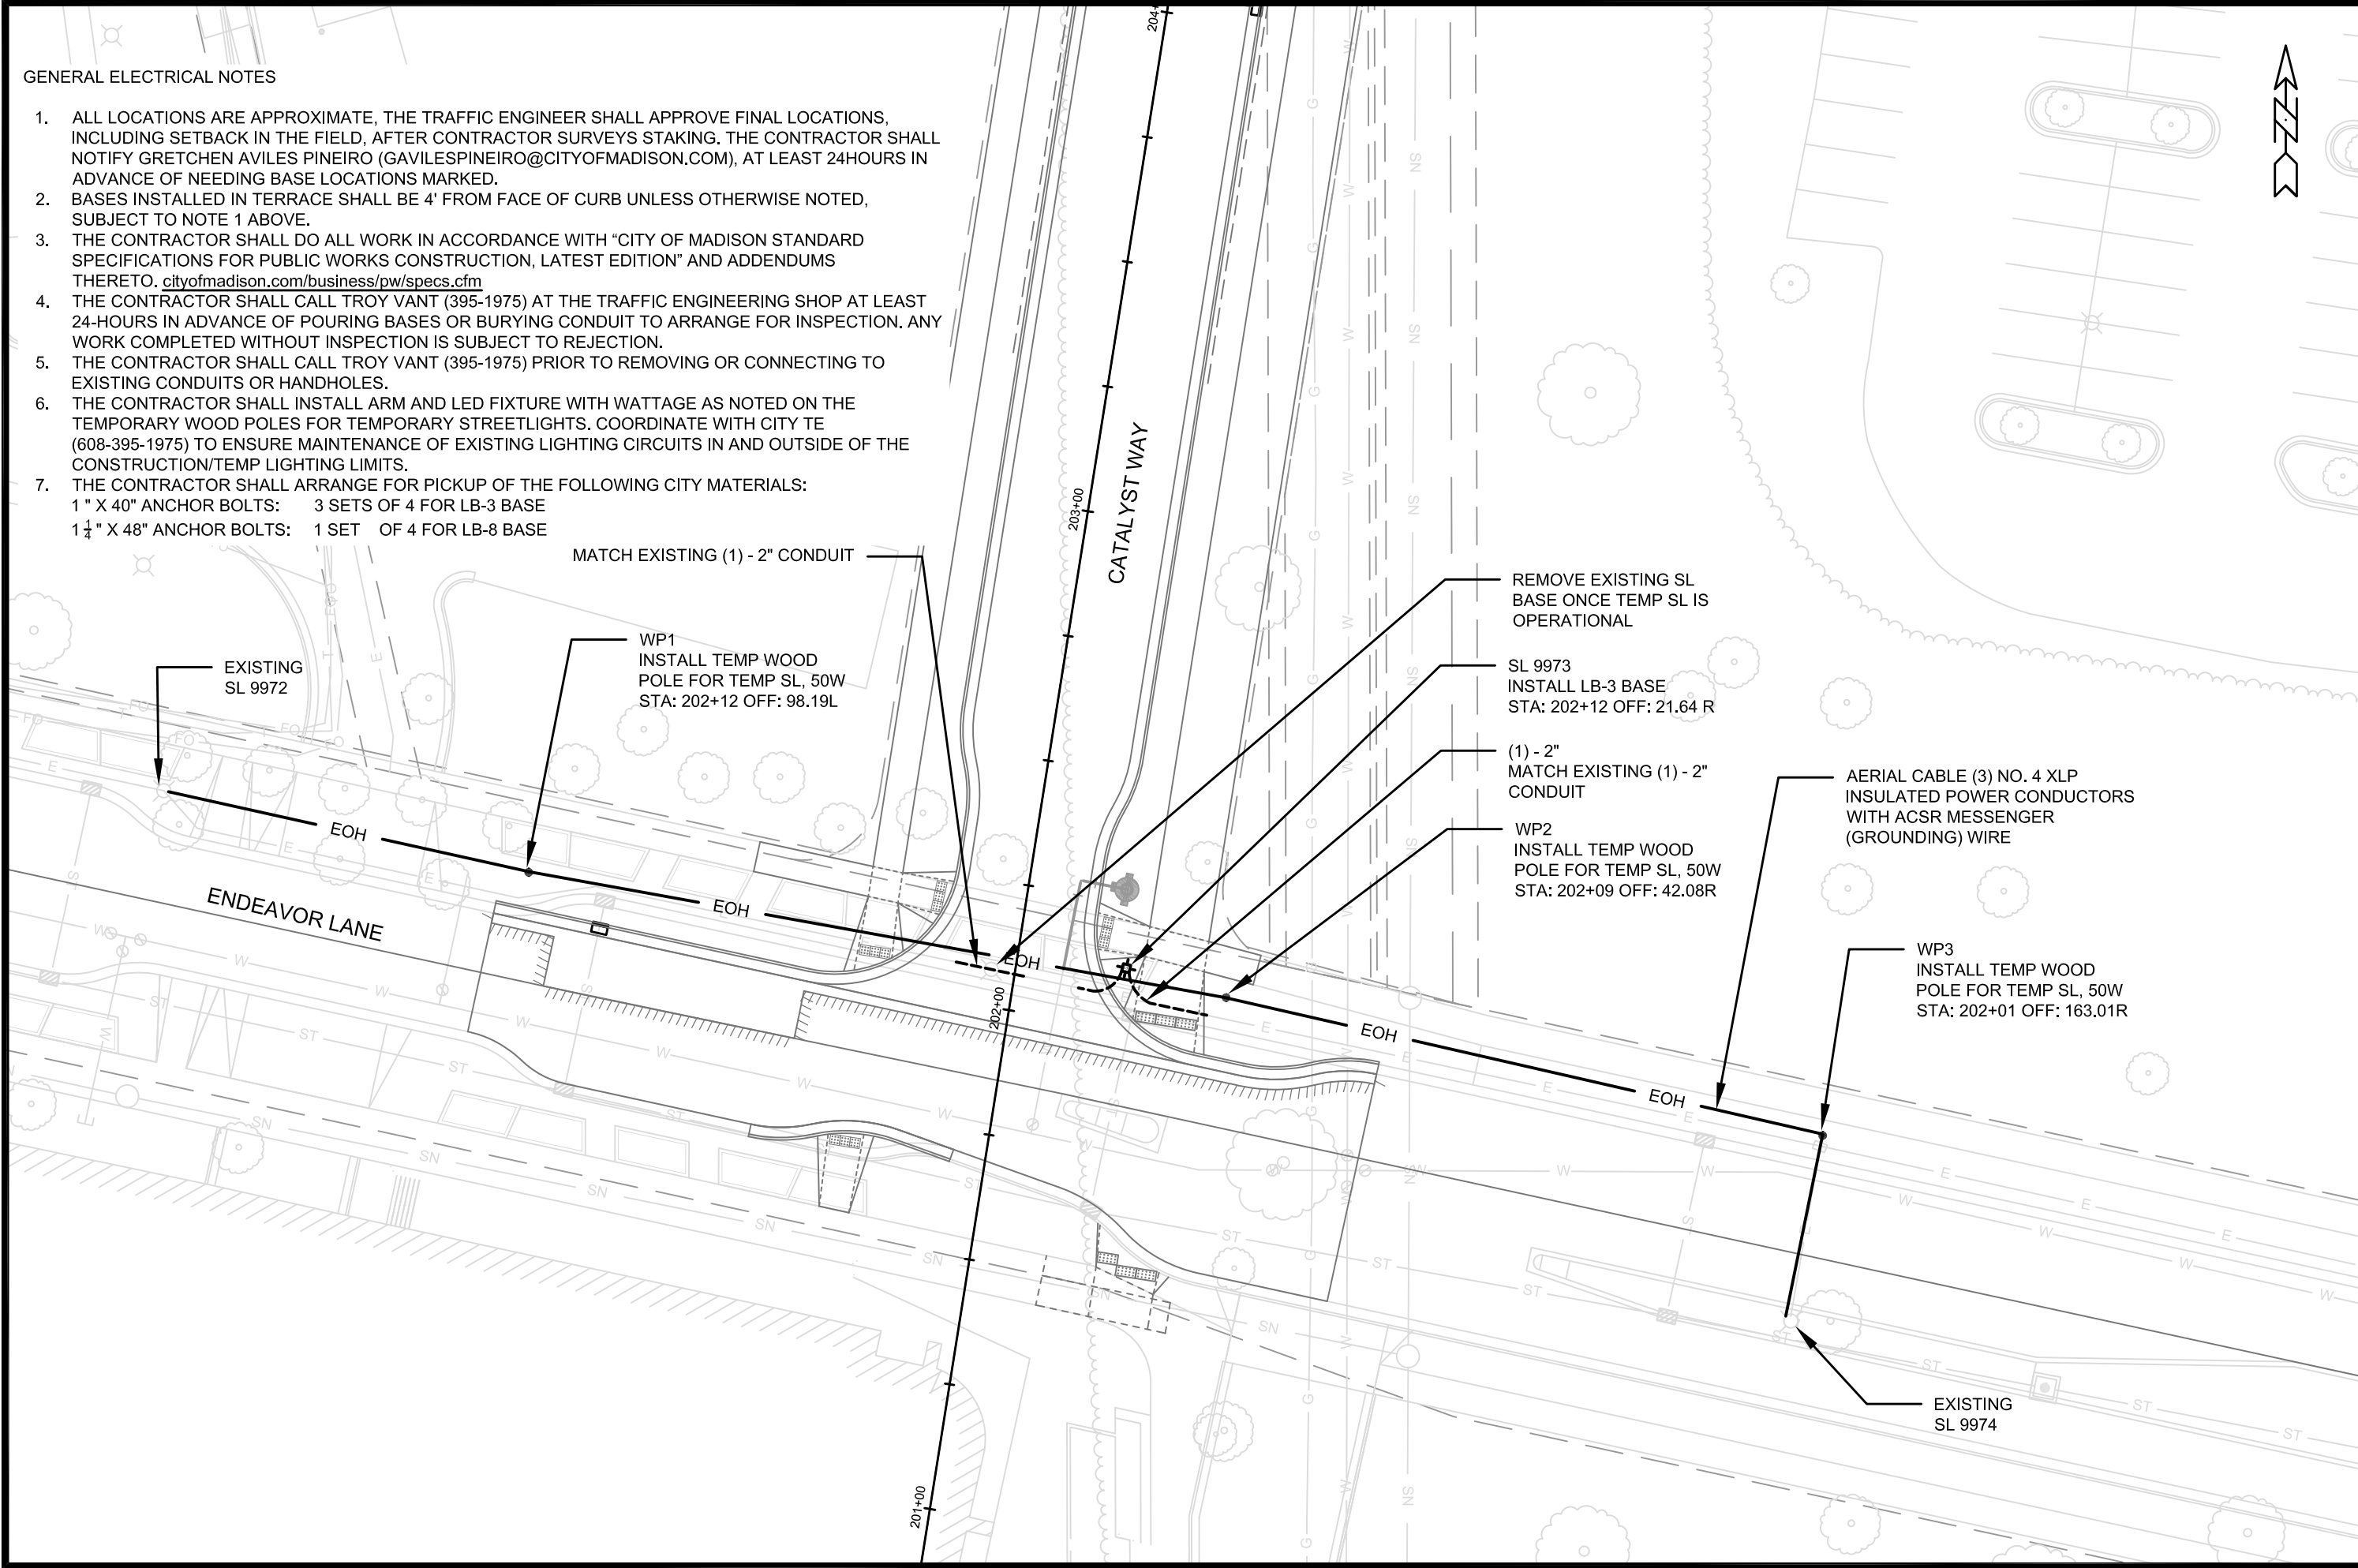 GENERAL ELECTRICAL NOTES
1. ALL LOCATIONS ARE APPROXIMATE, THE TRAFFIC ENGINEER SHALL APPROVE FINAL LOCATIONS,
INCLUDING SETBACK IN THE FIELD, AFTER CONTRACTOR SURVEYS STAKING. THE CONTRACTOR SHALL
NOTIFY GRETCHEN AVILES PINEIRO (GAVILESPINEIRO@CITYOFMADISON.COM), AT LEAST 24HOURS IN
ADVANCE OF NEEDING BASE LOCATIONS MARKED.
2. BASES INSTALLED IN TERRACE SHALL BE 4' FROM FACE OF CURB UNLESS OTHERWISE NOTED,
SUBJECT TO NOTE 1 ABOVE.
3. THE CONTRACTOR SHALL DO ALL WORK IN ACCORDANCE WITH “CITY OF MADISON STANDARD
SPECIFICATIONS FOR PUBLIC WORKS CONSTRUCTION, LATEST EDITION” AND ADDENDUMS
THERETO. cityofmadison.com/business/pw/specs.cfm
4. THE CONTRACTOR SHALL CALL TROY VANT (395-1975) AT THE TRAFFIC ENGINEERING SHOP AT LEAST
24-HOURS IN ADVANCE OF POURING BASES OR BURYING CONDUIT TO ARRANGE FOR INSPECTION. ANY
WORK COMPLETED WITHOUT INSPECTION IS SUBJECT TO REJECTION.
5. THE CONTRACTOR SHALL CALL TROY VANT (395-1975) PRIOR TO REMOVING OR CONNECTING TO
EXISTING CONDUITS OR HANDHOLES.
6. THE CONTRACTOR SHALL INSTALL ARM AND LED FIXTURE WITH WATTAGE AS NOTED ON THE
TEMPORARY WOOD POLES FOR TEMPORARY STREETLIGHTS. COORDINATE WITH CITY TE
(608-395-1975) TO ENSURE MAINTENANCE OF EXISTING LIGHTING CIRCUITS IN AND OUTSIDE OF THE
CONSTRUCTION/TEMP LIGHTING LIMITS.
7. THE CONTRACTOR SHALL ARRANGE FOR PICKUP OF THE FOLLOWING CITY MATERIALS:
1 " X 40" ANCHOR BOLTS: 3 SETS OF 4 FOR LB-3 BASE
1 1/4 " X 48" ANCHOR BOLTS: 1 SET OF 4 FOR LB-8 BASE
MATCH EXISTING (1) - 2" CONDUIT
204+
203+00
CATALYST WAY
202+00
201+00
ENDEAVOR LANE
EXISTING
SL 9972
WP1
INSTALL TEMP WOOD
POLE FOR TEMP SL, 50W
STA: 202+12 OFF: 98.19L
REMOVE EXISTING SL
BASE ONCE TEMP SL IS
OPERATIONAL
SL 9973
INSTALL LB-3 BASE
STA: 202+12 OFF: 21.64 R
(1) - 2"
MATCH EXISTING (1) - 2"
CONDUIT
WP2
INSTALL TEMP WOOD
POLE FOR TEMP SL, 50W
STA: 202+09 OFF: 42.08R
AERIAL CABLE (3) NO. 4 XLP
INSULATED POWER CONDUCTORS
WITH ACSR MESSENGER
(GROUNDING) WIRE
WP3
INSTALL TEMP WOOD
POLE FOR TEMP SL, 50W
STA: 202+01 OFF: 163.01R
EOH
EOH
EOH
EOH
EOH
EXISTING
SL 9974